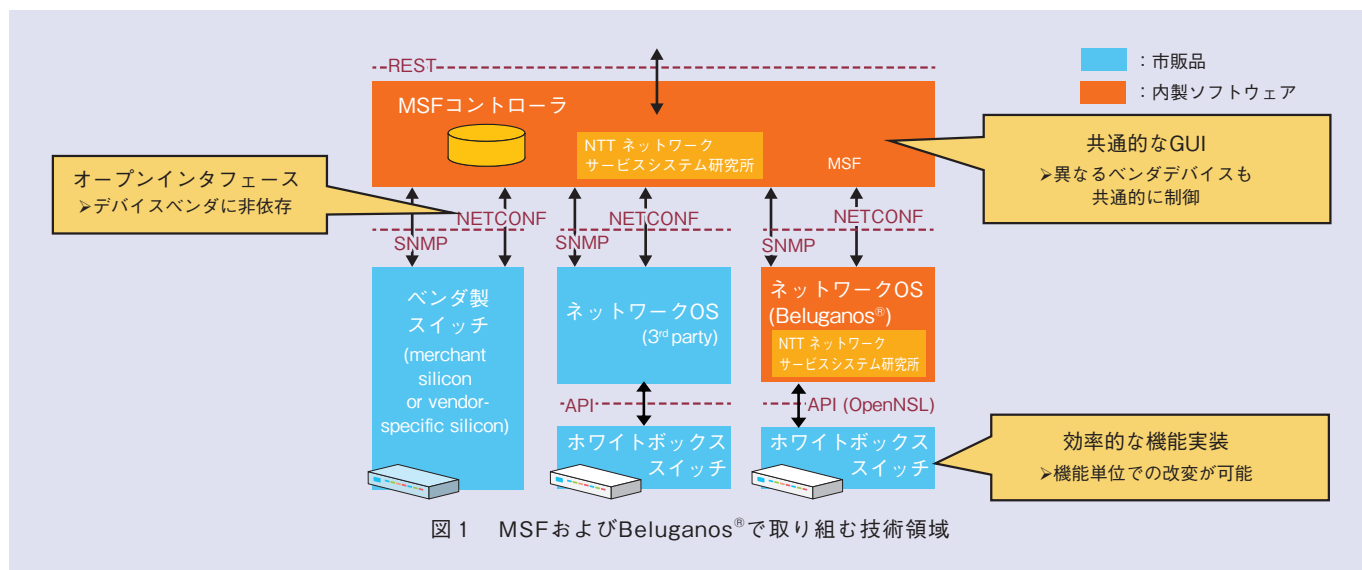 REST
：市販品
：内製ソフトウェア
MSFコントローラ
NTT ネットワーク
サービスシステム研究所
MSF
共通的なGUI
➢異なるベンダデバイスも
共通的に制御
オープンインタフェース
➢デバイスベンダに非依存
SNMP
NETCONF
SNMP
NETCONF
SNMP
NETCONF
ベンダ製
スイッチ
(merchant
silicon
or vendor-
specific silicon)
ネットワークOS
(3rd party)
ネットワークOS
(Beluganos®)
NTT ネットワーク
サービスシステム研究所
API
API (OpenNSL)
ホワイトボックス
スイッチ
ホワイトボックス
スイッチ
効率的な機能実装
➢機能単位での改変が可能
図1　MSFおよびBeluganos®で取り組む技術領域